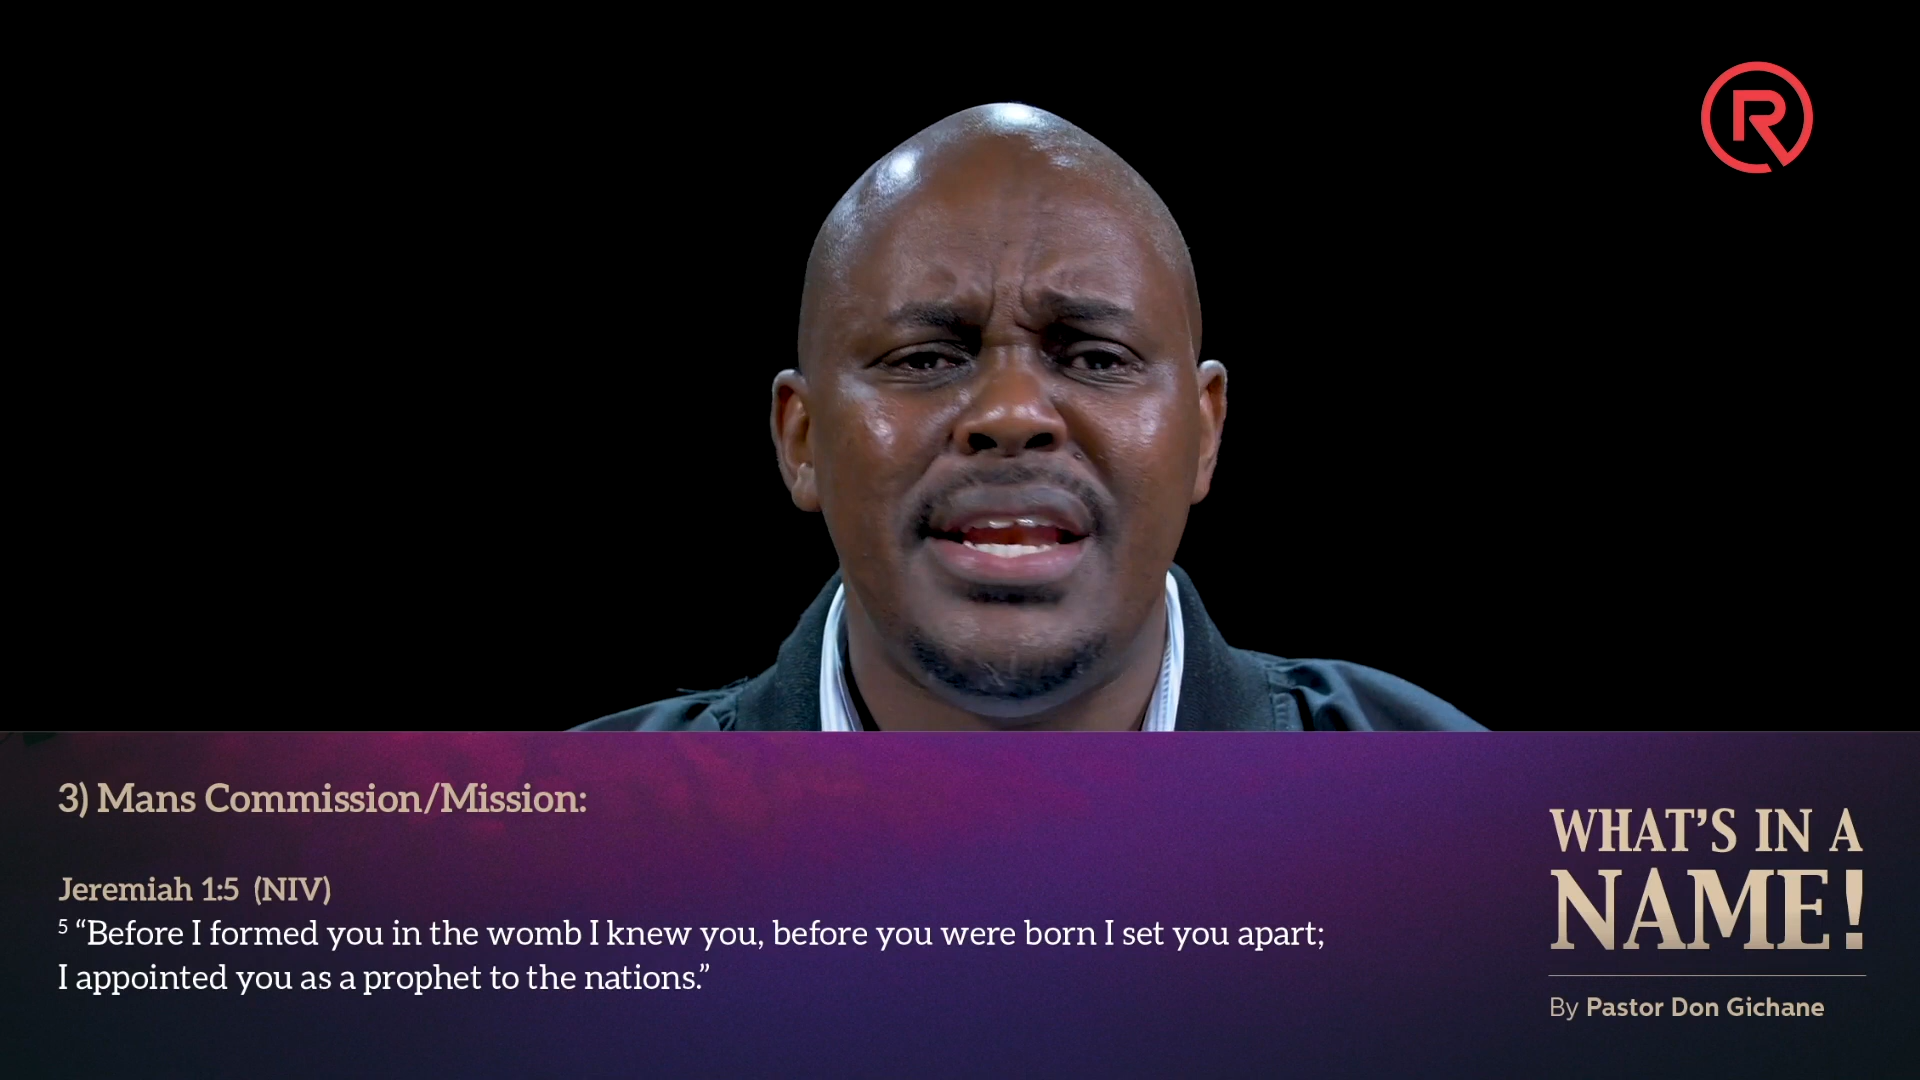 R
3) Mans Commission/Mission:
Jeremiah 1:5 (NIV)
5 “Before I formed you in the womb I knew you, before you were born I set you apart;
I appointed you as a prophet to the nations.”
WHAT’S IN A
NAME!
By Pastor Don Gichane